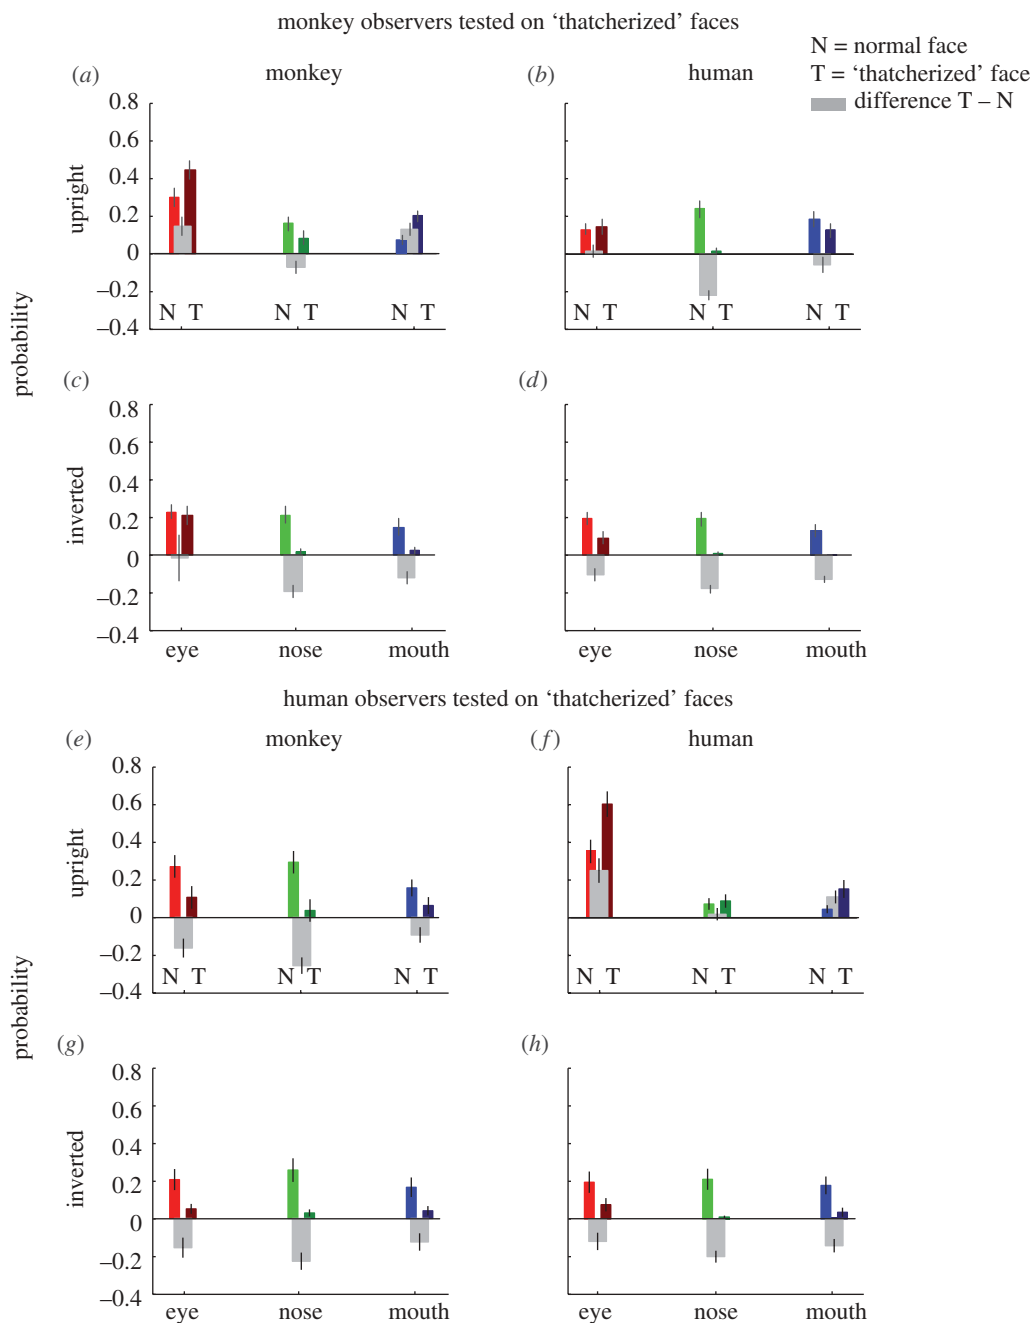 monkey observers tested on ‘thatcherized’ faces
N = normal face
T = ‘thatcherized’ face
difference T – N
(a) monkey
(b) human
0.8
0.6
0.4
0.2
0
–0.2
–0.4
upright
N T N T N T
N T N T N T
probability
(c)
(d)
0.8
0.6
0.4
0.2
0
–0.2
–0.4
inverted
eye nose mouth
eye nose mouth
human observers tested on ‘thatcherized’ faces
(e) monkey
(f) human
0.8
0.6
0.4
0.2
0
–0.2
–0.4
upright
N T N T N T
N T N T N T
probability
(g)
(h)
0.8
0.6
0.4
0.2
0
–0.2
–0.4
inverted
eye nose mouth
eye nose mouth